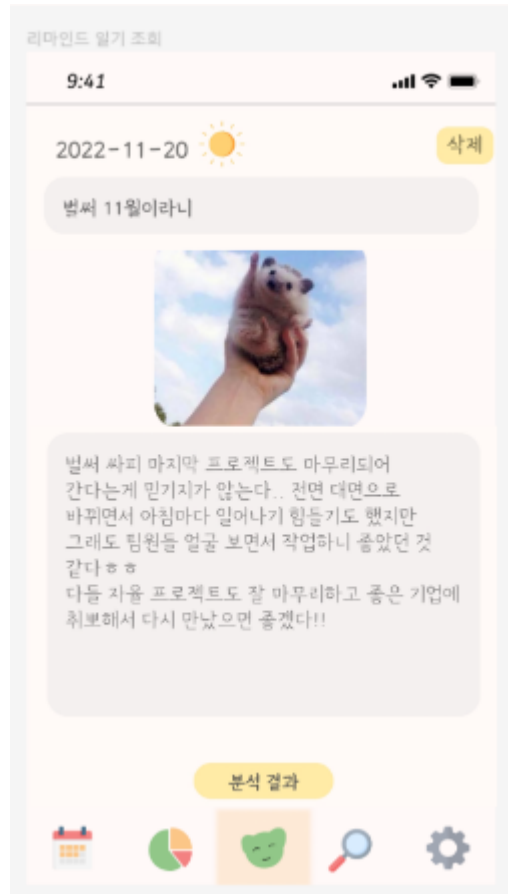 리마인드 일기 조회
9:41
2022-11-20
삭제
벌써 11월이라니
벌써 싸피 마지막 프로젝트도 마무리되어
간다는게 믿기지가 않는다.. 전면 대면으로
바뀌면서 아침마다 일어나기 힘들기도 했지만
그래도 팀원들 얼굴 보면서 작업하니 좋았던 것
같다ㅎㅎ
다들 자율 프로젝트도 잘 마무리하고 좋은 기업에
취뽀해서 다시 만났으면 좋겠다!!
분석 결과